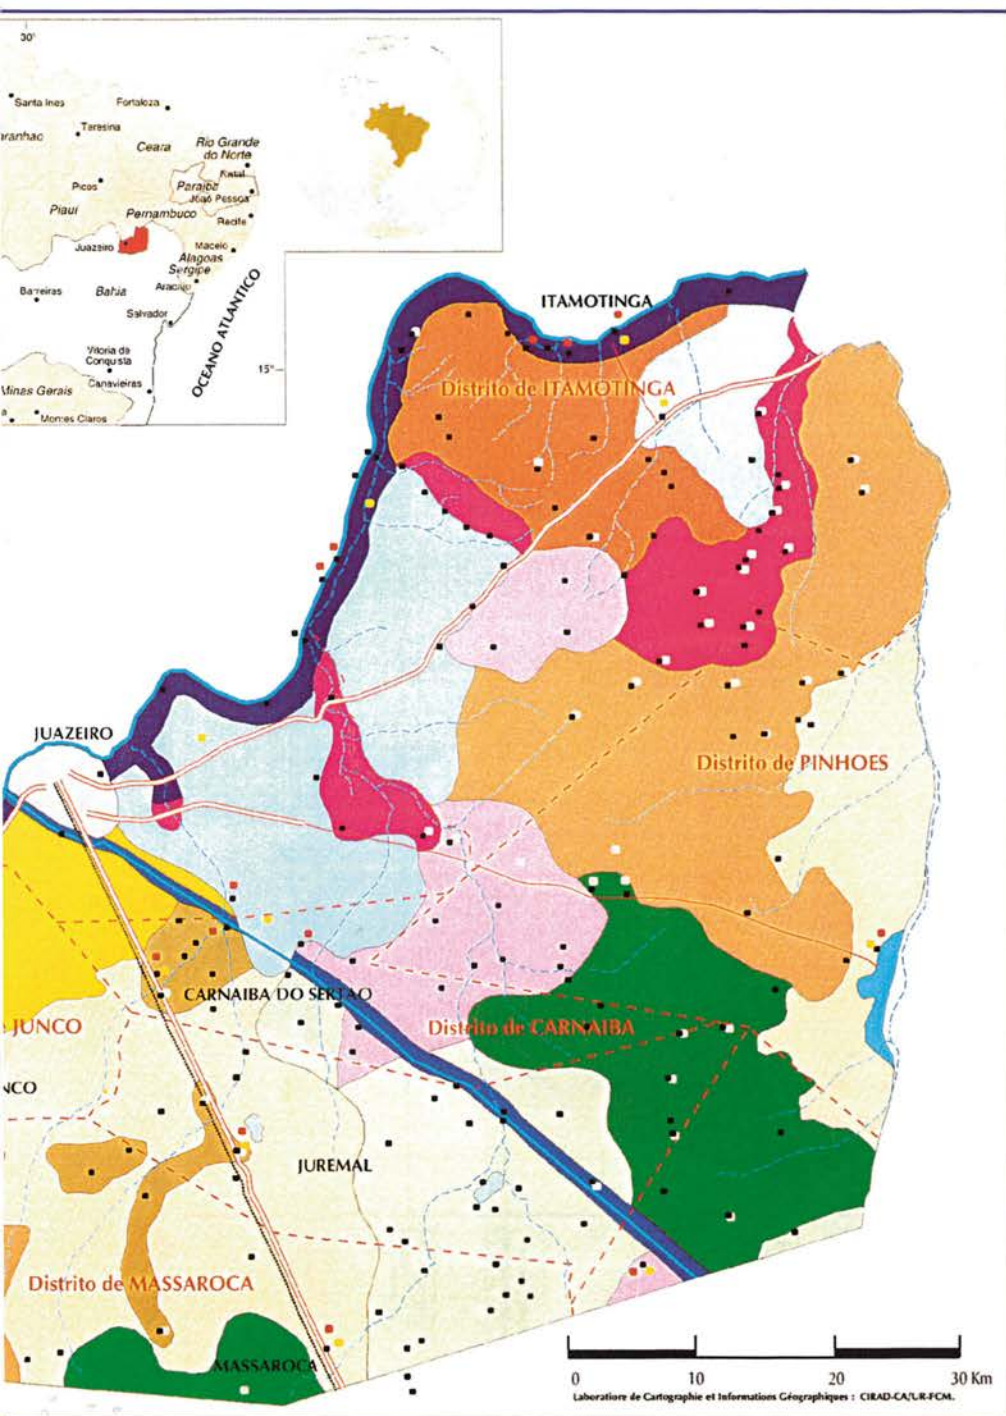 30°
Santa Ines
Fortaleza
Teresina
aranhao
Ceara
Rio Grande
do Norte
Natal
Picos
Paraiba
João Pessoa
Piaui
Pernambuco
Recife
Juazeiro
Maceio
Alagoas
Sergipe
Barreiras
Bahia
Aracaju
Salvador
OCEANO ATLANTICO
Vitoria da
Conquista
15°
Canavieiras
Minas Gerais
Montes Claros
ITAMOTINGA
Distrito de ITAMOTINGA
JUAZEIRO
Distrito de PINHOES
CARNAIBA DO SERTAO
JUNCO
Distrito de CARNAIBA
NCO
JUREMAL
Distrito de MASSAROCA
MASSAROCA
0 10 20 30 Km
Laboratiore de Cartographie et Informations Géographiques : CIRAD-CA/UR-FCM.